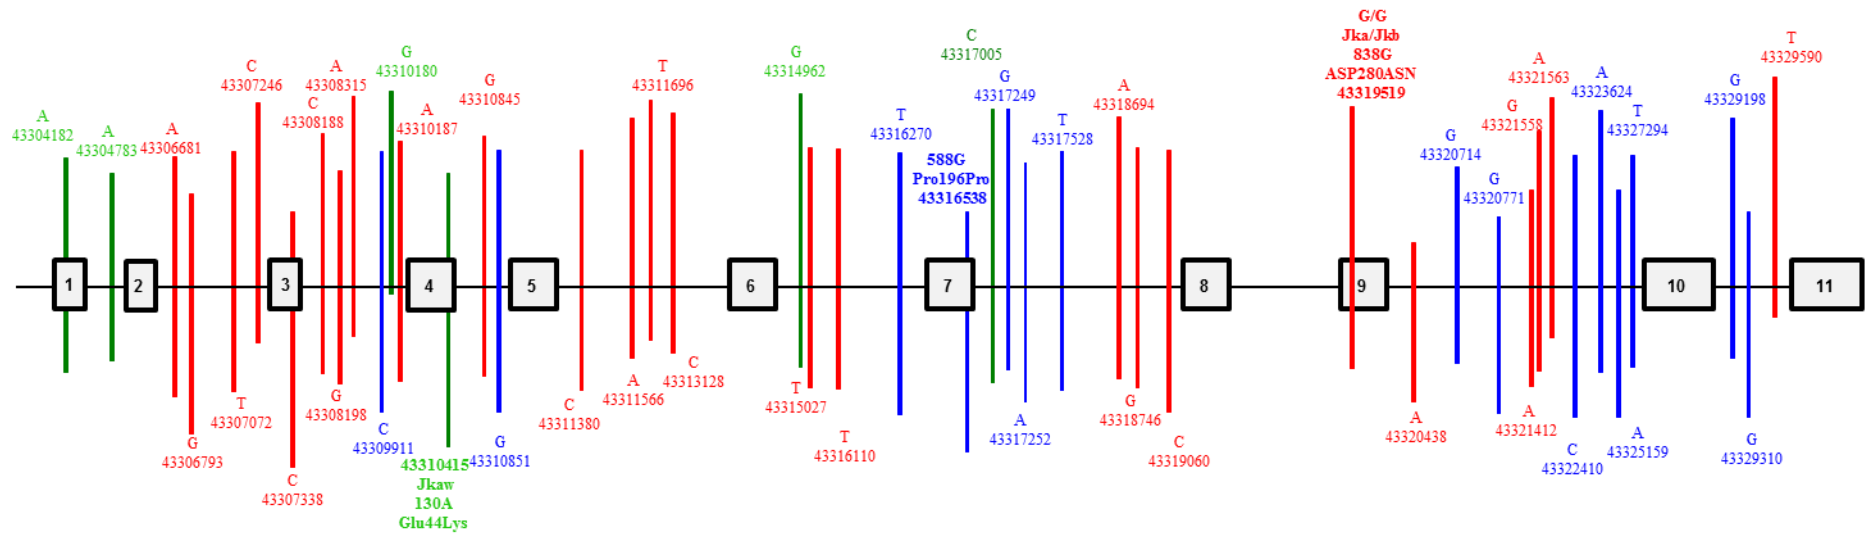 A
43304182
A
43304783
A
43306681
G
43306793
T
43307072
C
43307246
C
43307338
C
43308188
G
43308198
A
43308315
C
43309911
G
43310180
A
43310187
43310415
Jkaw
130A
Glu44Lys
G
43310845
G
43310851
C
43311380
A
43311566
T
43311696
C
43313128
G
43314962
T
43315027
T
43316110
T
43316270
588G
Pro196Pro
43316538
C
43317005
G
43317249
A
43317252
T
43317528
A
43318694
G
43318746
C
43319060
G/G
Jka/Jkb
838G
ASP280ASN
43319519
A
43320438
G
43320714
G
43320771
A
43321412
G
43321558
A
43321563
C
43322410
A
43323624
A
43325159
T
43327294
G
43329198
G
43329310
T
43329590
1
2
3
4
5
6
7
8
9
10
11